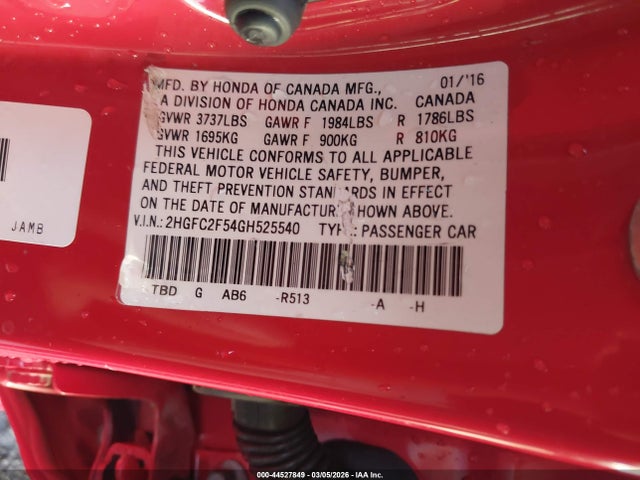 MFD. BY HONDA OF CANADA MFG., 01/'16
A DIVISION OF HONDA CANADA INC. CANADA
GVWR 3737LBS GAWR F 1984LBS R 1786LBS
GVWR 1695KG GAWR F 900KG R 810KG
THIS VEHICLE CONFORMS TO ALL APPLICABLE
FEDERAL MOTOR VEHICLE SAFETY, BUMPER,
AND THEFT PREVENTION STANDARDS IN EFFECT
ON THE DATE OF MANUFACTURE SHOWN ABOVE.
V.I.N.: 2HGFC2F54GH525540 TYPE: PASSENGER CAR
TBD G AB6 -R513 -A -H
JAMB
000-44527849 | 03/05/2026 - IAA Inc.